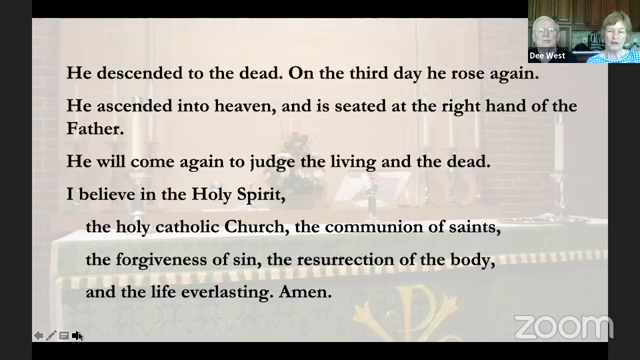 He descended to the dead. On the third day he rose again.
He ascended into heaven, and is seated at the right hand of the
Father.
He will come again to judge the living and the dead.
I believe in the Holy Spirit,
the holy catholic Church, the communion of saints,
the forgiveness of sin, the resurrection of the body,
and the life everlasting. Amen.
Dee West
zoom